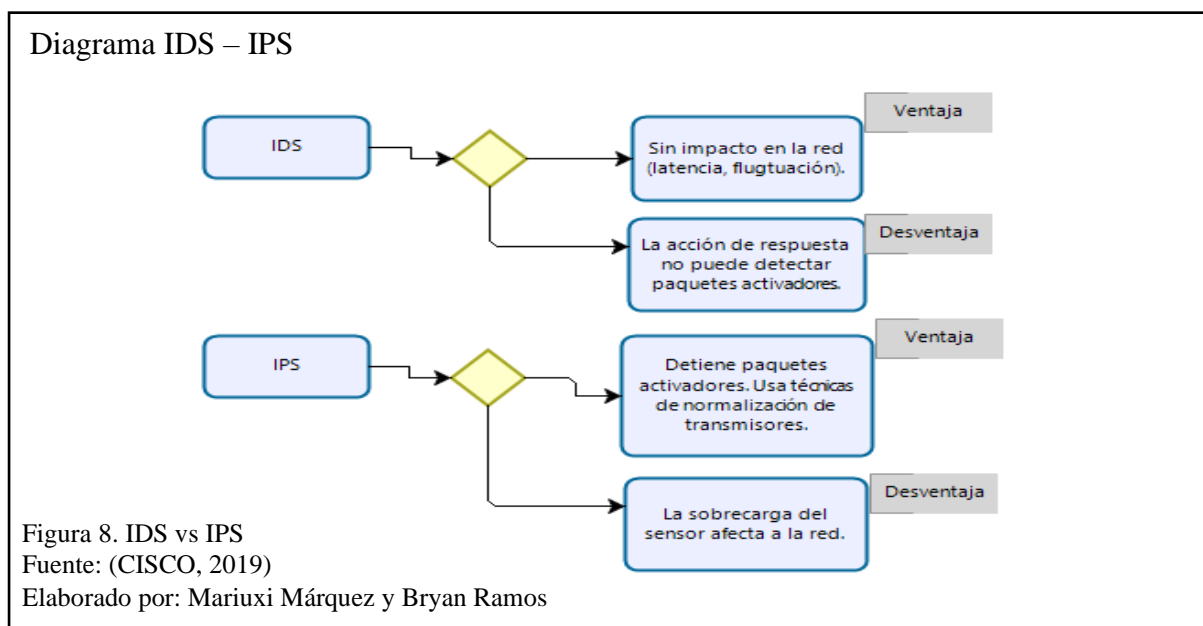 Diagrama IDS – IPS
IDS
Ventaja
Sin impacto en la red
(latencia, flugtuación).
Desventaja
La acción de respuesta
no puede detectar
paquetes activadores.
IPS
Ventaja
Detiene paquetes
activadores. Usa técnicas
de normalización de
transmisores.
Desventaja
La sobrecarga del
sensor afecta a la red.
Figura 8. IDS vs IPS
Fuente: (CISCO, 2019)
Elaborado por: Mariuxi Márquez y Bryan Ramos